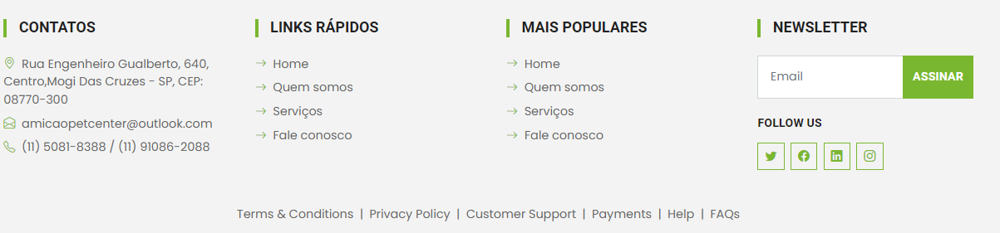 CONTATOS
Rua Engenheiro Gualberto, 640,
Centro,Mogi Das Cruzes - SP, CEP:
08770-300
amicaopetcenter@outlook.com
(11) 5081-8388 / (11) 91086-2088
LINKS RÁPIDOS
Home
Quem somos
Serviços
Fale conosco
MAIS POPULARES
Home
Quem somos
Serviços
Fale conosco
NEWSLETTER
Email
ASSINAR
FOLLOW US
Terms & Conditions | Privacy Policy | Customer Support | Payments | Help | FAQs